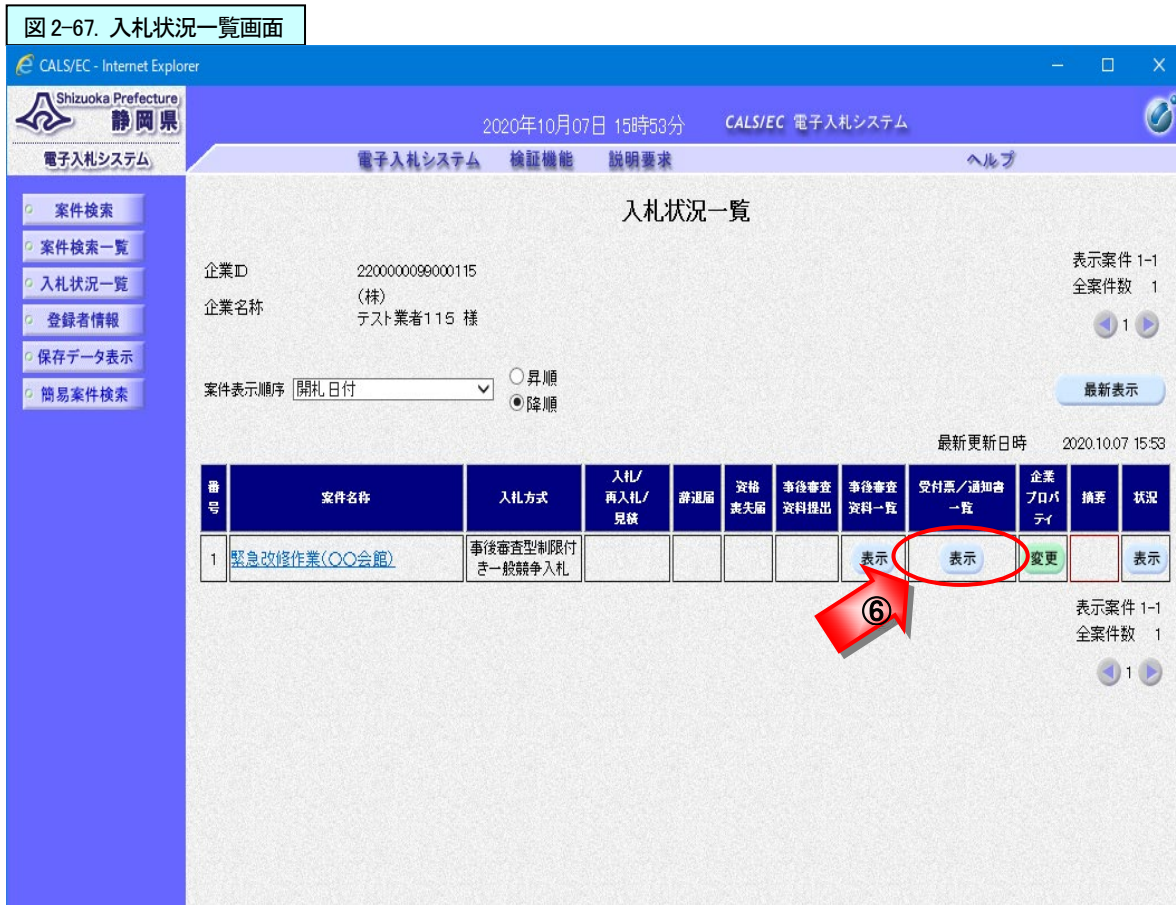 図 2-67. 入札状況一覧画面
CALS/EC - Internet Explorer
Shizuoka Prefecture
静岡県
2020年10月07日 15時53分 CALS/EC 電子入札システム
電子入札システム
電子入札システム 検証機能 説明要求 ヘルプ
案件検索
案件検索一覧
入札状況一覧
登録者情報
保存データ表示
簡易案件検索
入札状況一覧
企業ID 2200000099000115
企業名称 (株)
テスト業者115 様
表示案件 1-1
全案件数 1
1
案件表示順序 開札日付
昇順
降順
最新表示
最新更新日時 2020.10.07 15:53
番号 案件名称 入札方式 入札/再入札/見積 辞退届 資格喪失届 事後審査資料提出 事後審査資料一覧 受付票/通知書一覧 企業プロパティ 摘要 状況
1 緊急改修作業(〇〇会館) 事後審査型制限付き一般競争入札 表示 表示 変更 表示
⑥
表示案件 1-1
全案件数 1
1